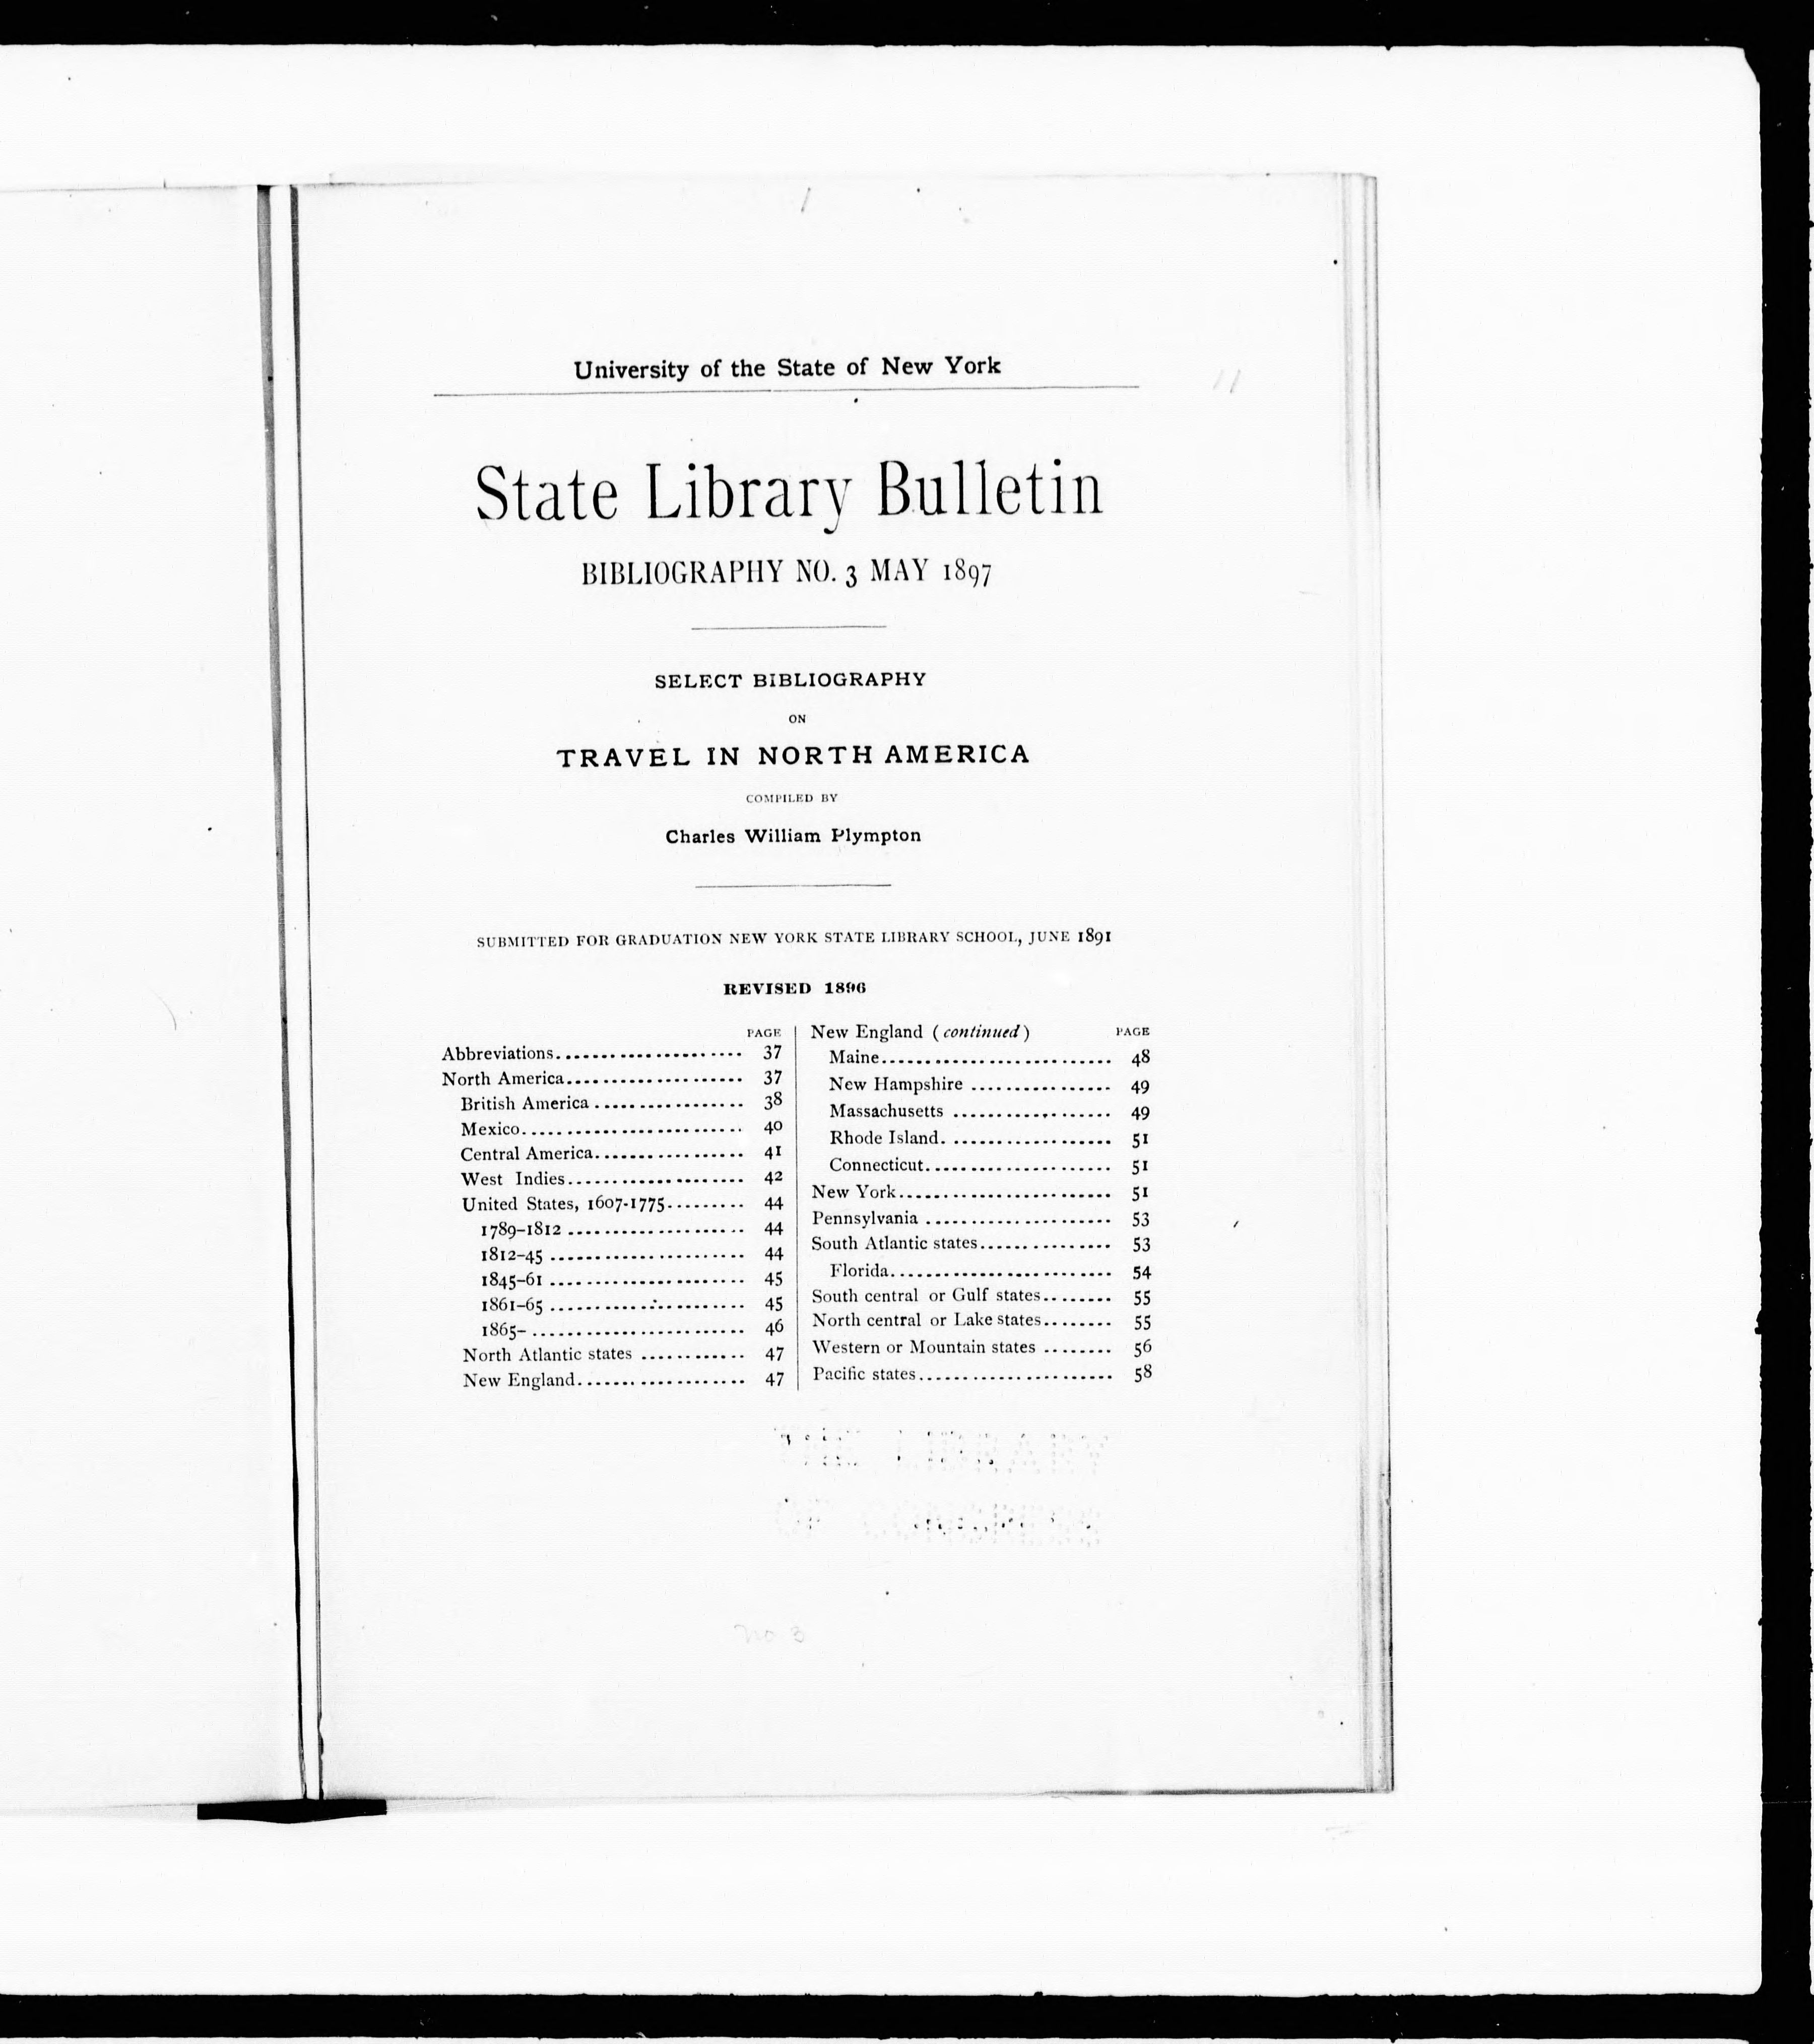 University of the State of New York
State Library Bulletin
BIBLIOGRAPHY NO. 3 MAY 1897
SELECT BIBLIOGRAPHY
ON
TRAVEL IN NORTH AMERICA
COMPILED BY
Charles William Plympton
SUBMITTED FOR GRADUATION NEW YORK STATE LIBRARY SCHOOL, JUNE 1891
REVISED 1896
PAGE
Abbreviations...................... 37
North America.................... 37
British America ................. 38
Mexico......................... 40
Central America................. 41
West Indies..................... 42
United States, 1607-1775......... 44
1789-1812 .................... 44
1812-45 ...................... 44
1845-61 ...................... 45
1861-65 ...................... 45
1865- ........................ 46
North Atlantic states ............ 47
New England................... 47
New England (continued) PAGE
Maine.......................... 48
New Hampshire ................ 49
Massachusetts .................. 49
Rhode Island. .................. 51
Connecticut..................... 51
New York........................ 51
Pennsylvania ..................... 53
South Atlantic states............... 53
Florida......................... 54
South central or Gulf states........ 55
North central or Lake states........ 55
Western or Mountain states ........ 56
Pacific states...................... 58
THE LIBRARY
OF CONGRESS
no 3